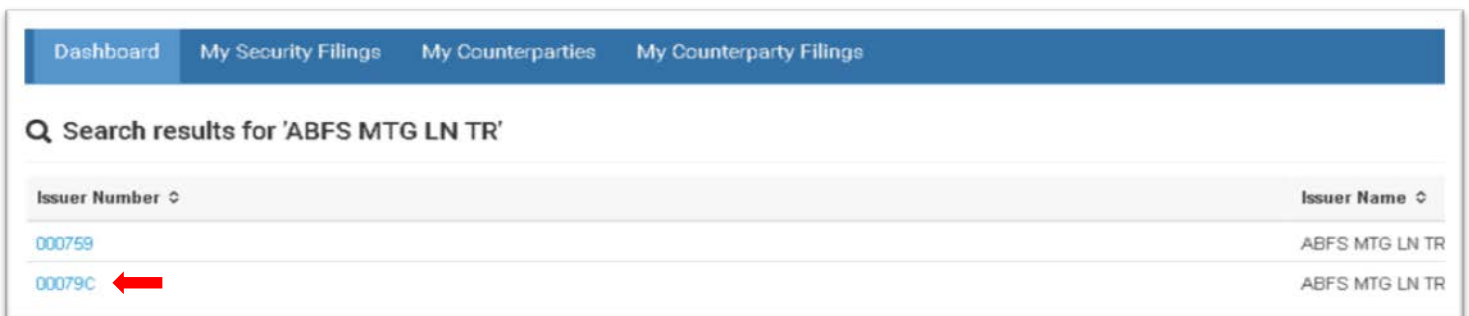 Dashboard My Security Filings My Counterparties My Counterparty Filings
Search results for 'ABFS MTG LN TR'
Issuer Number Issuer Name
000759 ABFS MTG LN TR
00079C ABFS MTG LN TR